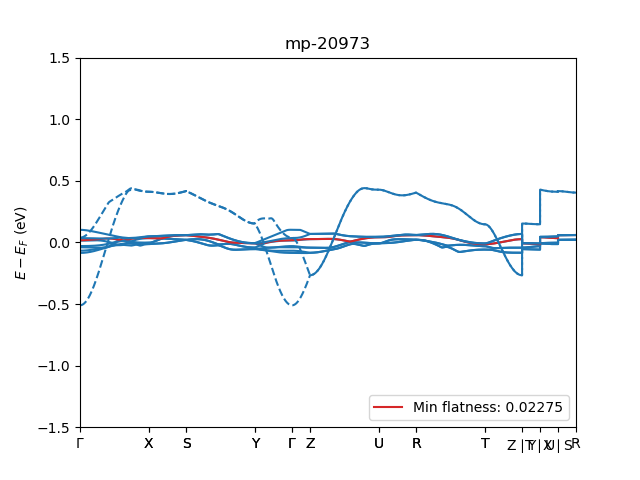 mp-20973
E − E_F (eV)
1.5
1.0
0.5
0.0
−0.5
−1.0
−1.5
Min flatness: 0.02275
Γ X S Y Γ Z U R T Z | T Y | X U | S R